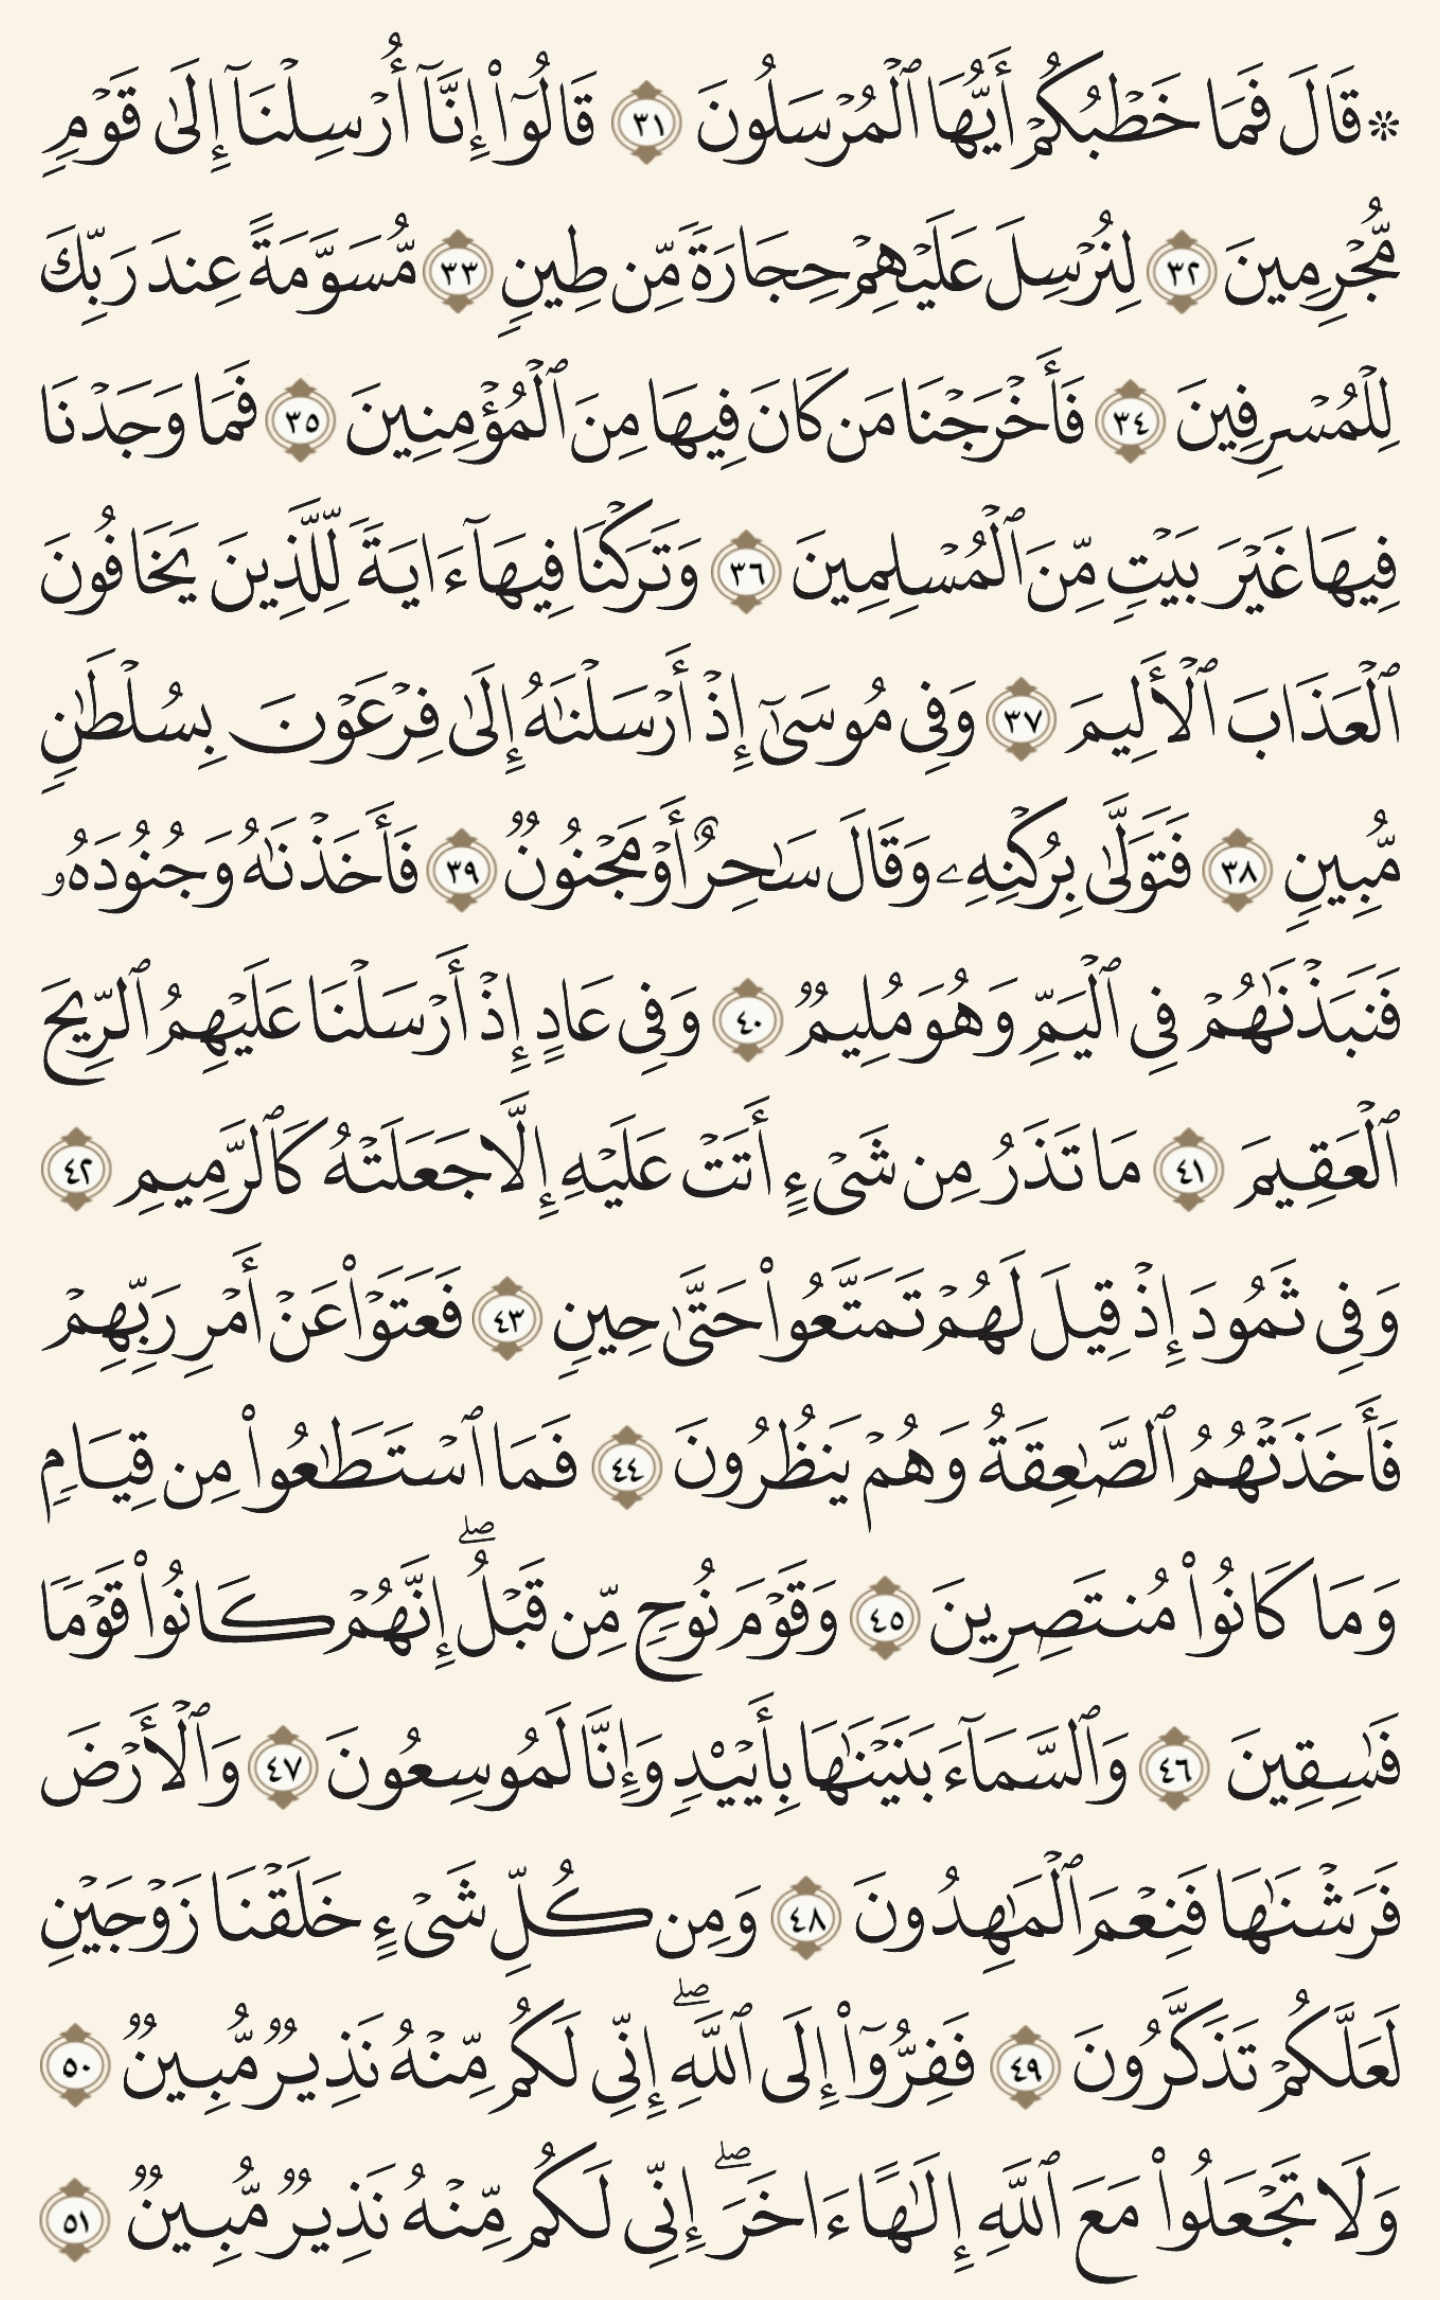 ۞ قَالَ فَمَا خَطْبُكُمْ أَيُّهَا ٱلْمُرْسَلُونَ ٣١ قَالُوٓا۟ إِنَّآ أُرْسِلْنَآ إِلَىٰ قَوْمٍ
مُّجْرِمِينَ ٣٢ لِنُرْسِلَ عَلَيْهِمْ حِجَارَةً مِّن طِينٍ ٣٣ مُّسَوَّمَةً عِندَ رَبِّكَ
لِلْمُسْرِفِينَ ٣٤ فَأَخْرَجْنَا مَن كَانَ فِيهَا مِنَ ٱلْمُؤْمِنِينَ ٣٥ فَمَا وَجَدْنَا
فِيهَا غَيْرَ بَيْتٍ مِّنَ ٱلْمُسْلِمِينَ ٣٦ وَتَرَكْنَا فِيهَآ ءَايَةً لِّلَّذِينَ يَخَافُونَ
ٱلْعَذَابَ ٱلْأَلِيمَ ٣٧ وَفِى مُوسَىٰٓ إِذْ أَرْسَلْنَـٰهُ إِلَىٰ فِرْعَوْنَ بِسُلْطَـٰنٍ
مُّبِينٍ ٣٨ فَتَوَلَّىٰ بِرُكْنِهِۦ وَقَالَ سَـٰحِرٌ أَوْ مَجْنُونٌ ٣٩ فَأَخَذْنَـٰهُ وَجُنُودَهُۥ
فَنَبَذْنَـٰهُمْ فِى ٱلْيَمِّ وَهُوَ مُلِيمٌ ٤٠ وَفِى عَادٍ إِذْ أَرْسَلْنَا عَلَيْهِمُ ٱلرِّيحَ
ٱلْعَقِيمَ ٤١ مَا تَذَرُ مِن شَىْءٍ أَتَتْ عَلَيْهِ إِلَّا جَعَلَتْهُ كَٱلرَّمِيمِ ٤٢
وَفِى ثَمُودَ إِذْ قِيلَ لَهُمْ تَمَتَّعُوا۟ حَتَّىٰ حِينٍ ٤٣ فَعَتَوْا۟ عَنْ أَمْرِ رَبِّهِمْ
فَأَخَذَتْهُمُ ٱلصَّـٰعِقَةُ وَهُمْ يَنظُرُونَ ٤٤ فَمَا ٱسْتَطَـٰعُوا۟ مِن قِيَامٍ
وَمَا كَانُوا۟ مُنتَصِرِينَ ٤٥ وَقَوْمَ نُوحٍ مِّن قَبْلُ ۖ إِنَّهُمْ كَانُوا۟ قَوْمًا
فَـٰسِقِينَ ٤٦ وَٱلسَّمَآءَ بَنَيْنَـٰهَا بِأَيْي۟دٍ وَإِنَّا لَمُوسِعُونَ ٤٧ وَٱلْأَرْضَ
فَرَشْنَـٰهَا فَنِعْمَ ٱلْمَـٰهِدُونَ ٤٨ وَمِن كُلِّ شَىْءٍ خَلَقْنَا زَوْجَيْنِ
لَعَلَّكُمْ تَذَكَّرُونَ ٤٩ فَفِرُّوٓا۟ إِلَى ٱللَّهِ ۖ إِنِّى لَكُم مِّنْهُ نَذِيرٌ مُّبِينٌ ٥٠
وَلَا تَجْعَلُوا۟ مَعَ ٱللَّهِ إِلَـٰهًا ءَاخَرَ ۖ إِنِّى لَكُم مِّنْهُ نَذِيرٌ مُّبِينٌ ٥١